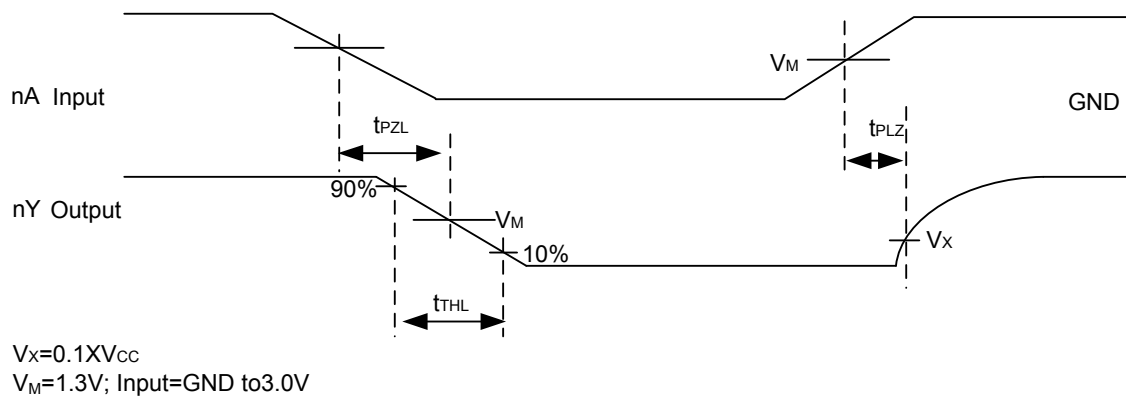 VM
nA Input
GND
tPZL
tPLZ
90%
nY Output
VM
VX
10%
tTHL
VX=0.1XVCC
VM=1.3V; Input=GND to3.0V